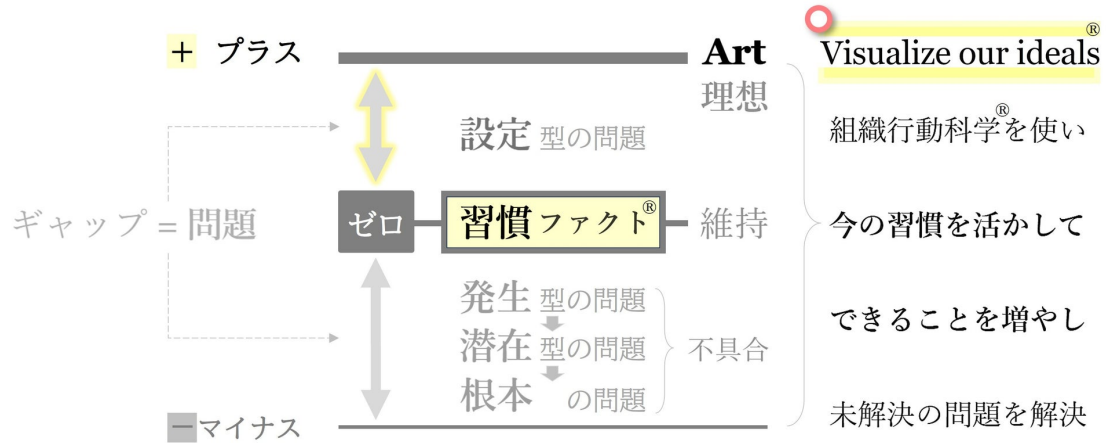 + プラス
Art
理想
設定 型の問題
ギャップ = 問題
ゼロ
習慣ファクト®
維持
発生 型の問題
潜在 型の問題
根本 の問題
不具合
－マイナス
Visualize our ideals®
組織行動科学®を使い
今の習慣を活かして
できることを増やし
未解決の問題を解決